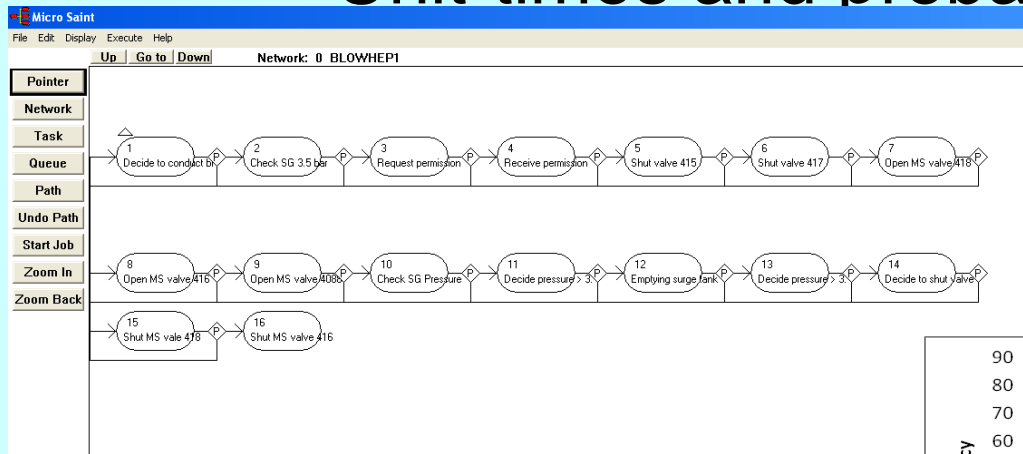 Unit times and proba
Micro Saint
File Edit Display Execute Help
Up Go to Down Network: 0 BLOWHEP1
Pointer
Network
Task
Queue
Path
Undo Path
Start Job
Zoom In
Zoom Back
1 P 2 P 3 P 4 P 5 P 6 P 7 P
Decide to conduct Check SG 3.5 bar Request permission Receive permission Shut valve 415 Shut valve 417 Open MS valve 418
8 P 9 P 10 P 11 P 12 P 13 P 14 P
Open MS valve 416 Open MS valve Check SG Pressure Decide pressure > 3. Emptying surge tank Decide pressure > 3. Decide to shut valve
15 P 16
Shut MS vale 418 Shut MS valve 416
90
80
70
60
cy